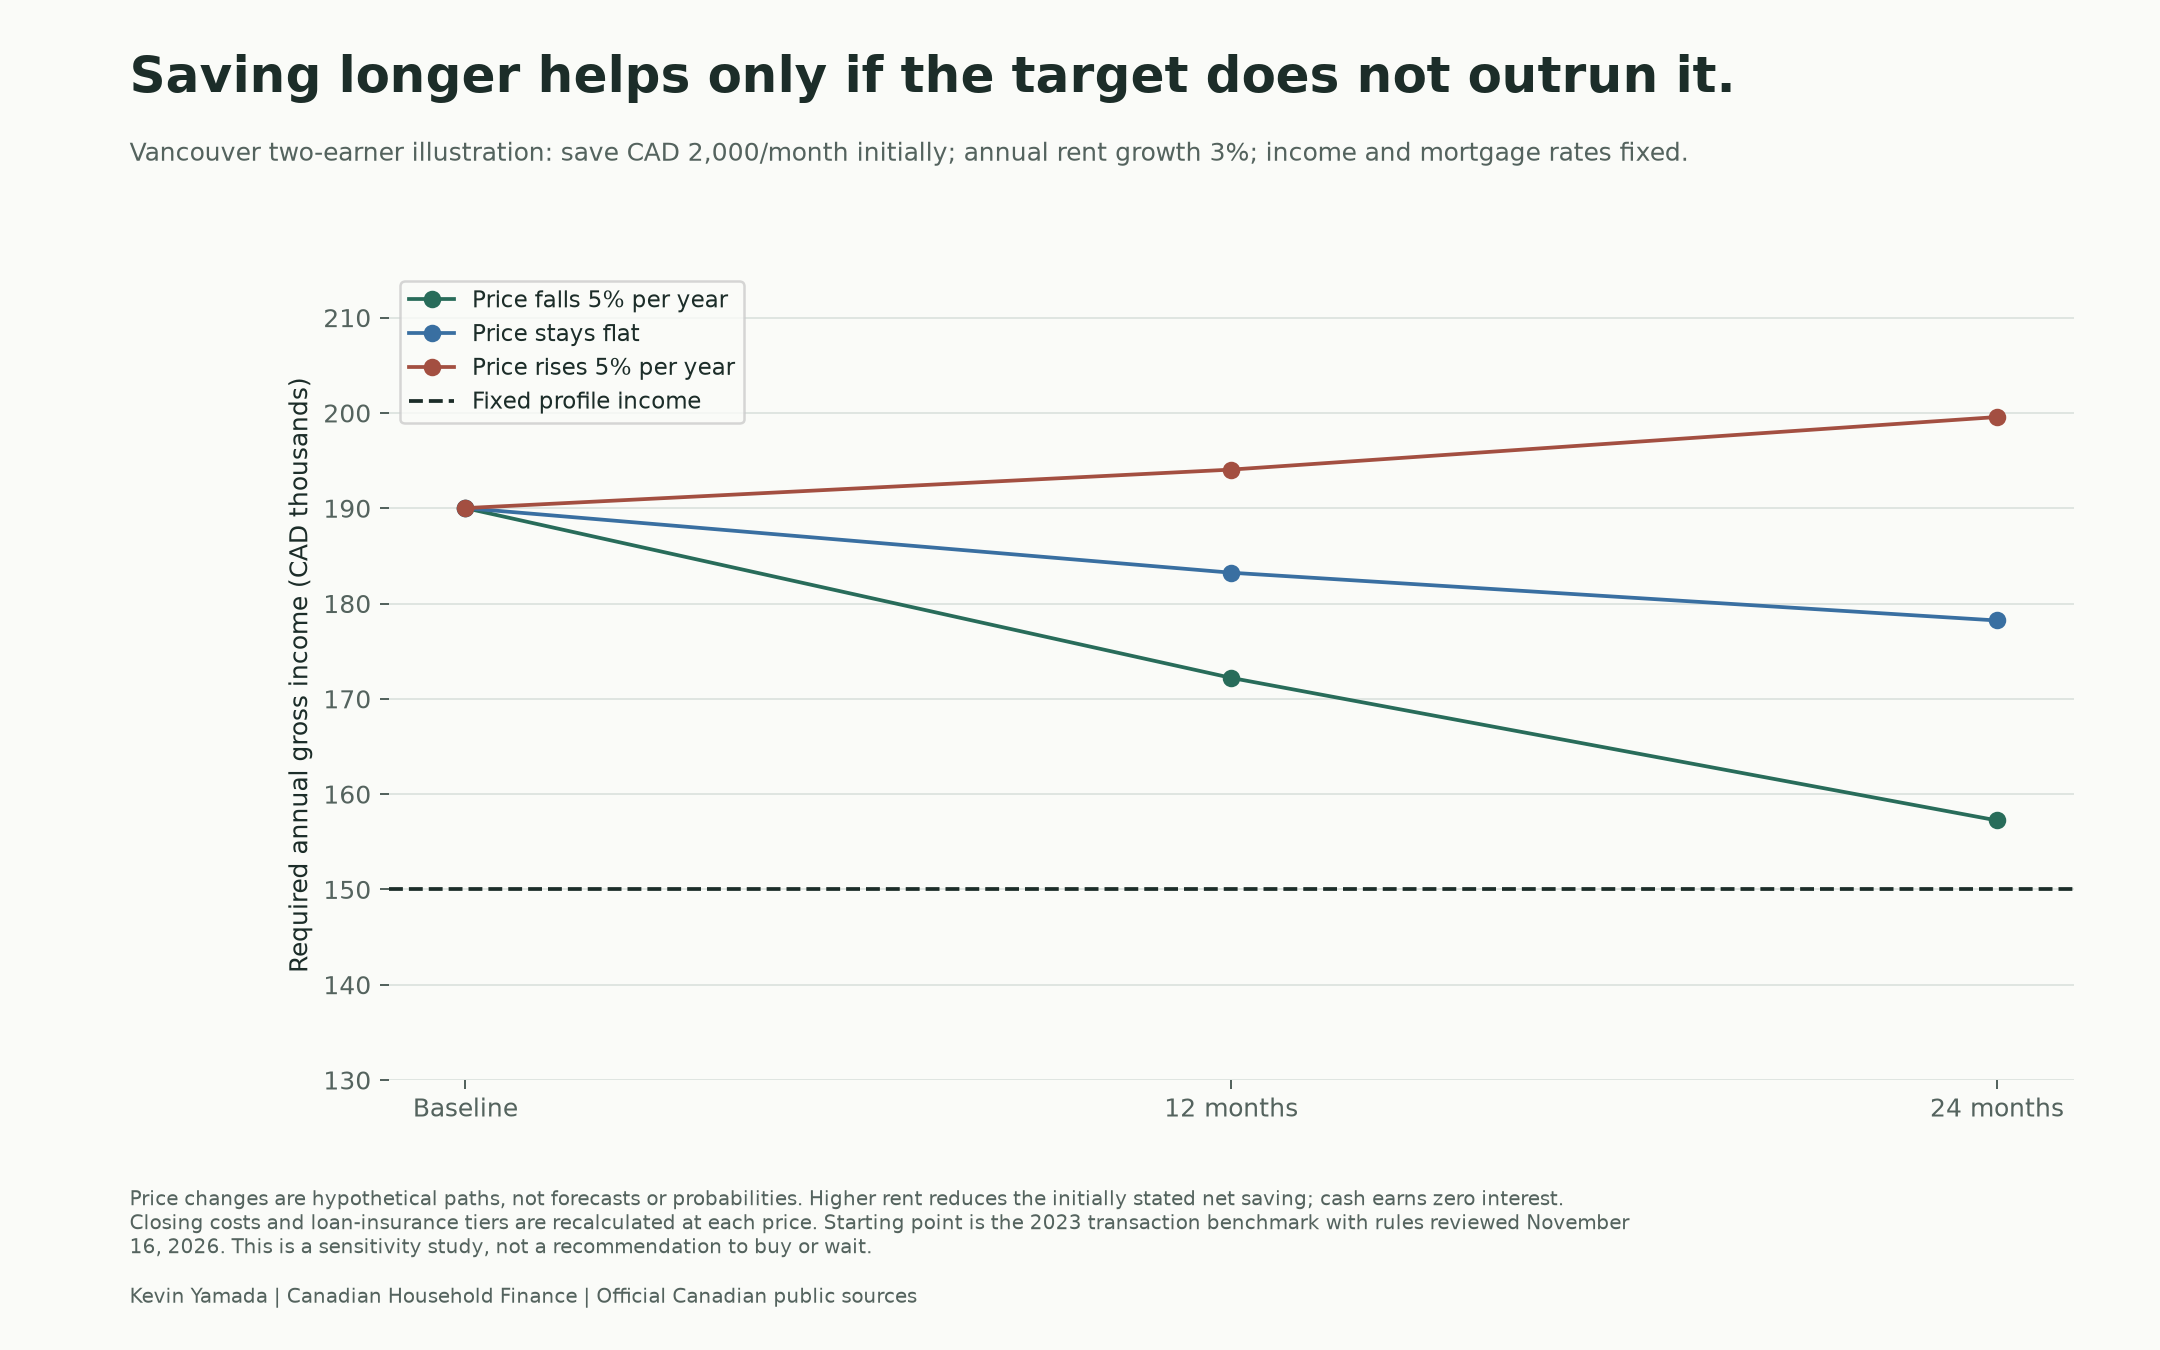 Saving longer helps only if the target does not outrun it.
Vancouver two-earner illustration: save CAD 2,000/month initially; annual rent growth 3%; income and mortgage rates fixed.
Price falls 5% per year
Price stays flat
Price rises 5% per year
Fixed profile income
Required annual gross income (CAD thousands)
210
200
190
180
170
160
150
140
130
Baseline
12 months
24 months
Price changes are hypothetical paths, not forecasts or probabilities. Higher rent reduces the initially stated net saving; cash earns zero interest.
Closing costs and loan-insurance tiers are recalculated at each price. Starting point is the 2023 transaction benchmark with rules reviewed November
16, 2026. This is a sensitivity study, not a recommendation to buy or wait.
Kevin Yamada | Canadian Household Finance | Official Canadian public sources